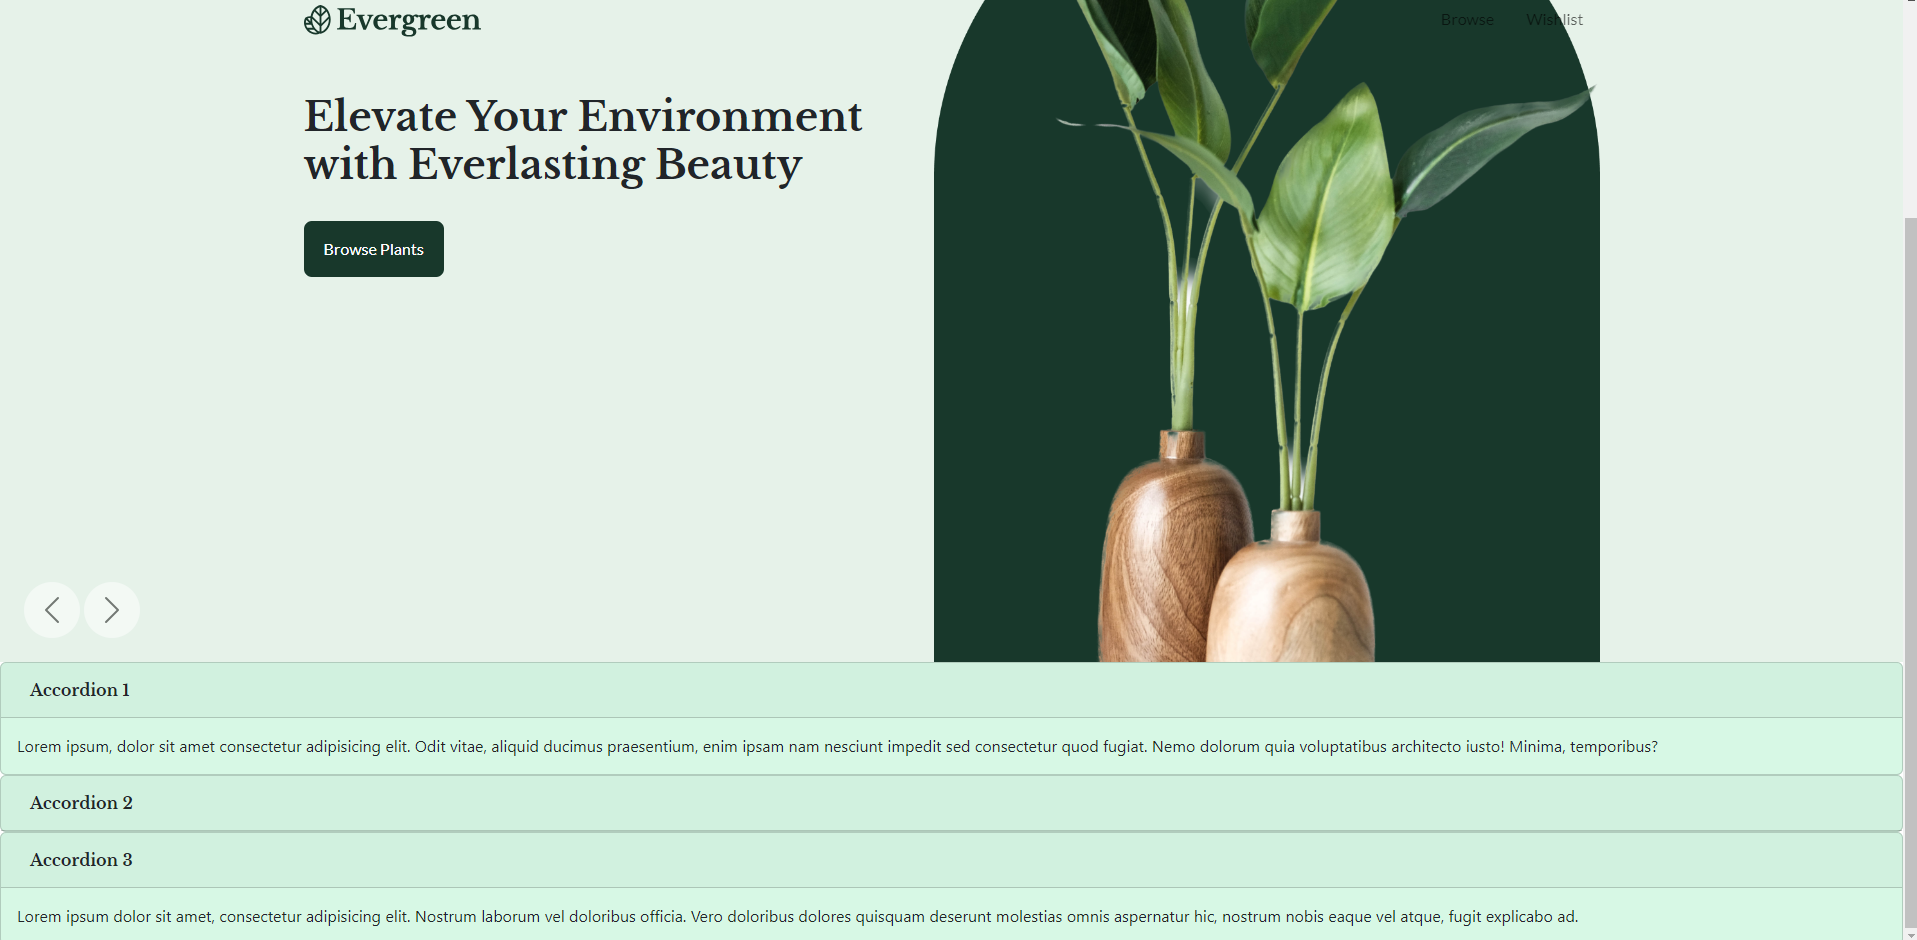 Evergreen
Browse
Wishlist
Elevate Your Environment
with Everlasting Beauty
Browse Plants
Accordion 1
Lorem ipsum, dolor sit amet consectetur adipisicing elit. Odit vitae, aliquid ducimus praesentium, enim ipsam nam nesciunt impedit sed consectetur quod fugiat. Nemo dolorum quia voluptatibus architecto iusto! Minima, temporibus?
Accordion 2
Accordion 3
Lorem ipsum dolor sit amet, consectetur adipisicing elit. Nostrum laborum vel doloribus officia. Vero doloribus dolores quisquam deserunt molestias omnis aspernatur hic, nostrum nobis eaque vel atque, fugit explicabo ad.